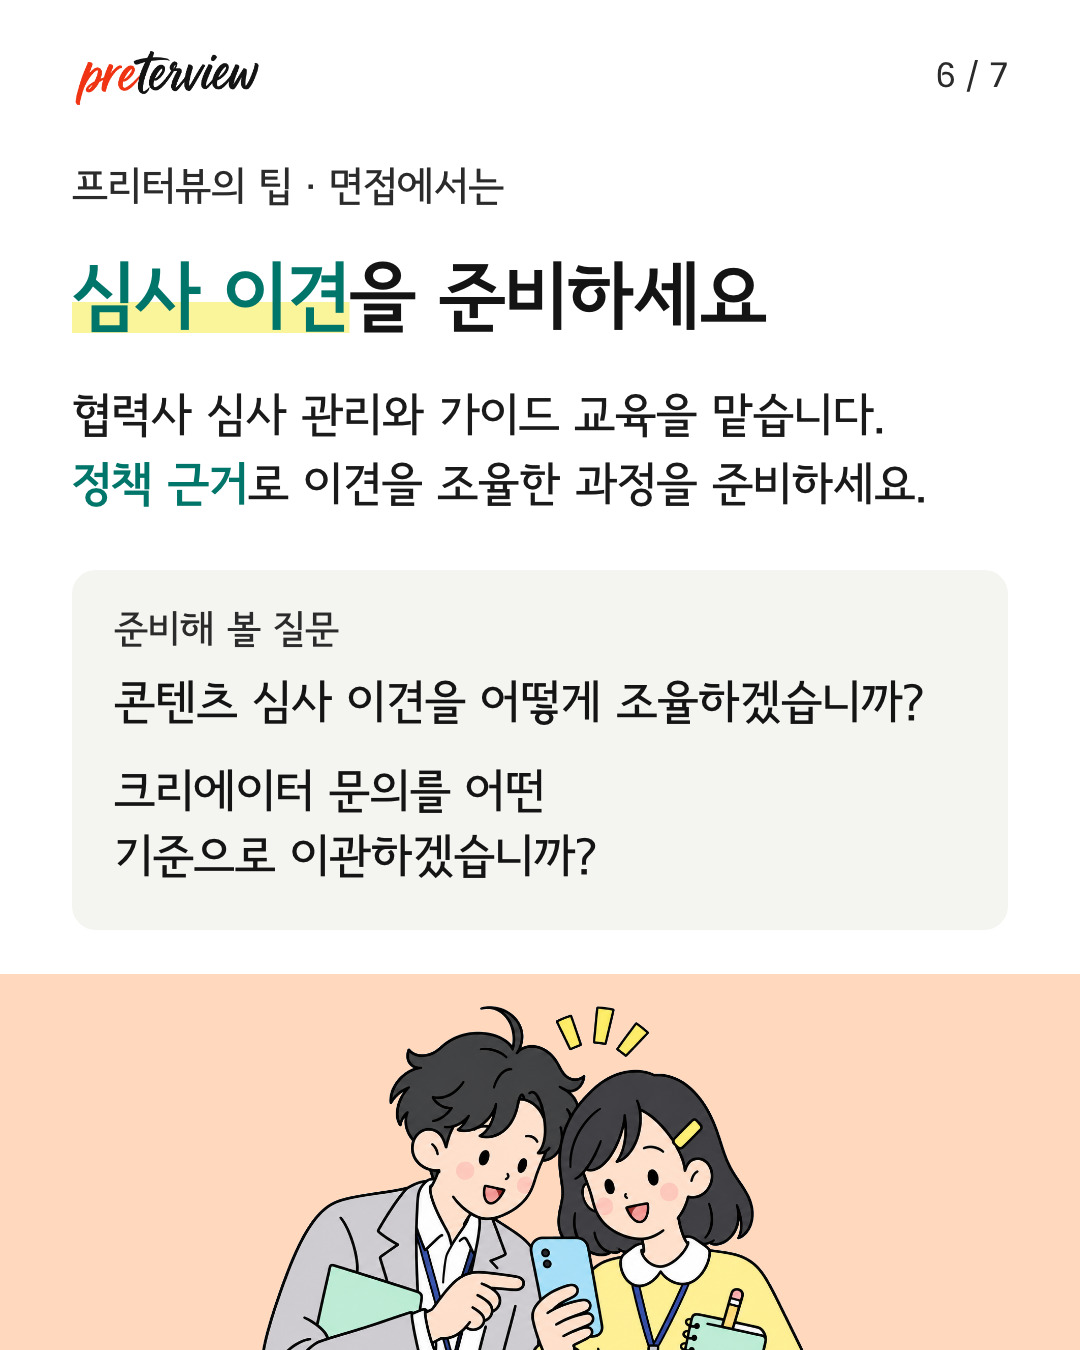 preterview
6 / 7
프리터뷰의 팁 · 면접에서는
심사 이견을 준비하세요
협력사 심사 관리와 가이드 교육을 맡습니다.
정책 근거로 이견을 조율한 과정을 준비하세요.
준비해 볼 질문
콘텐츠 심사 이견을 어떻게 조율하겠습니까?
크리에이터 문의를 어떤
기준으로 이관하겠습니까?